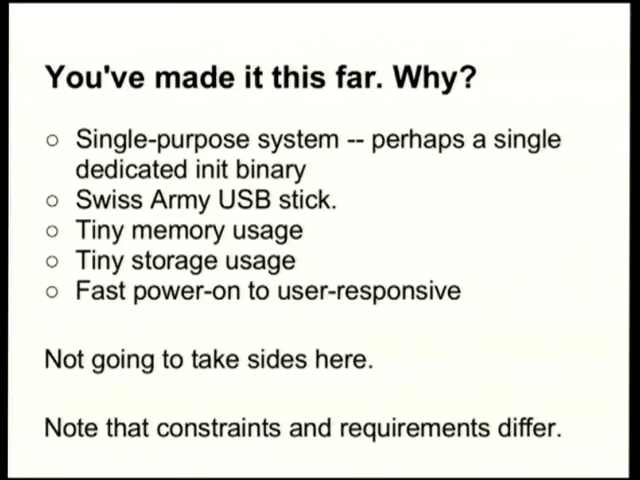 You've made it this far. Why?
○ Single-purpose system -- perhaps a single
dedicated init binary
○ Swiss Army USB stick.
○ Tiny memory usage
○ Tiny storage usage
○ Fast power-on to user-responsive
Not going to take sides here.
Note that constraints and requirements differ.